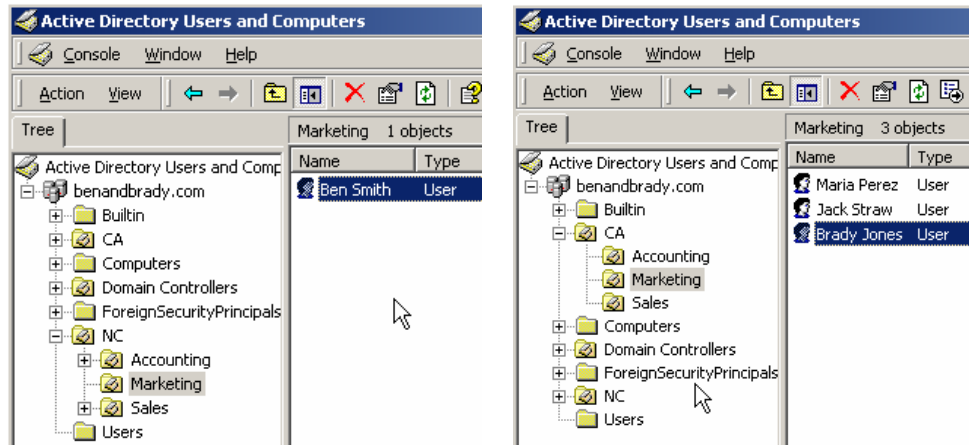 Active Directory Users and Computers
Console Window Help
Action View
Tree
Marketing 1 objects
Active Directory Users and Comp
benandbrady.com
Builtin
CA
Computers
Domain Controllers
ForeignSecurityPrincipals
NC
Accounting
Marketing
Sales
Users
Name Type
Ben Smith User
Active Directory Users and Computers
Console Window Help
Action View
Tree
Marketing 3 objects
Active Directory Users and Comp
benandbrady.com
Builtin
CA
Accounting
Marketing
Sales
Computers
Domain Controllers
ForeignSecurityPrincipals
NC
Users
Name Type
Maria Perez User
Jack Straw User
Brady Jones User